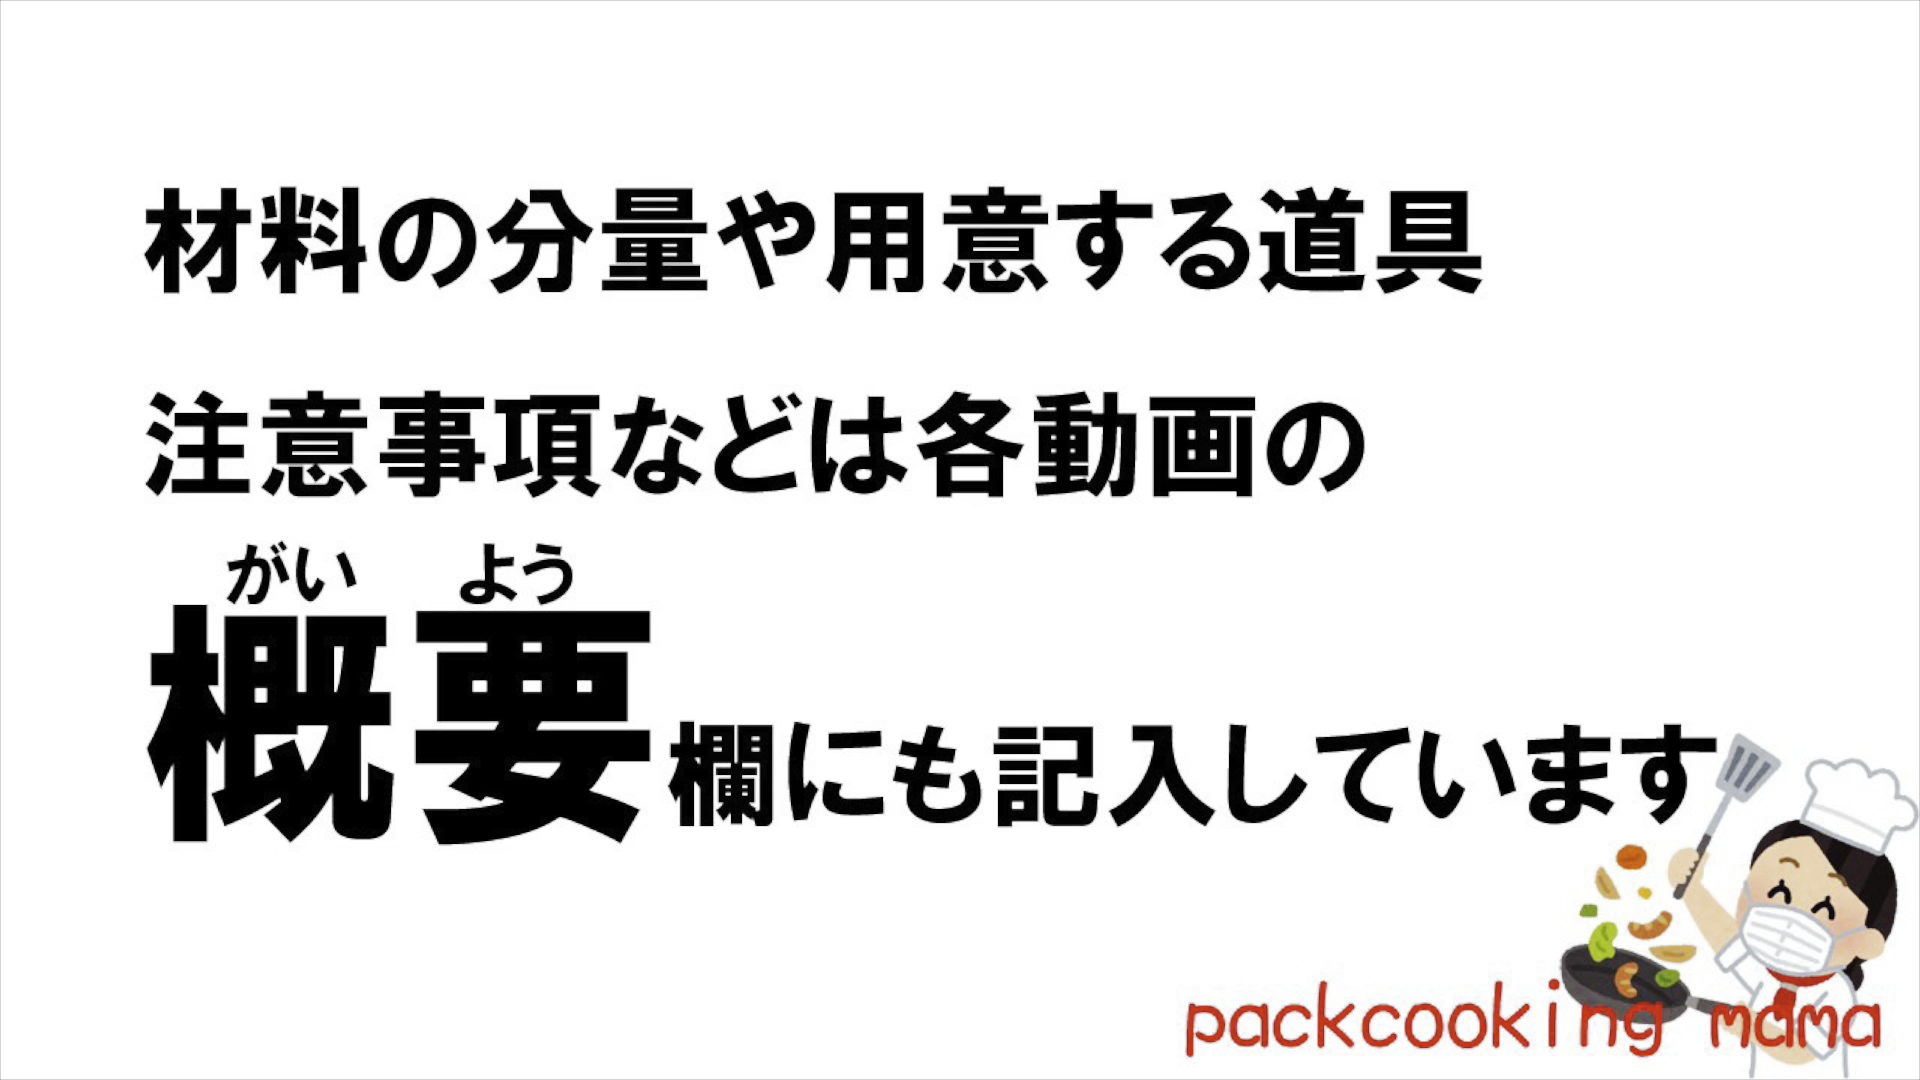 材料の分量や用意する道具
注意事項などは各動画の
がい よう
概要欄にも記入しています
packcooking mama